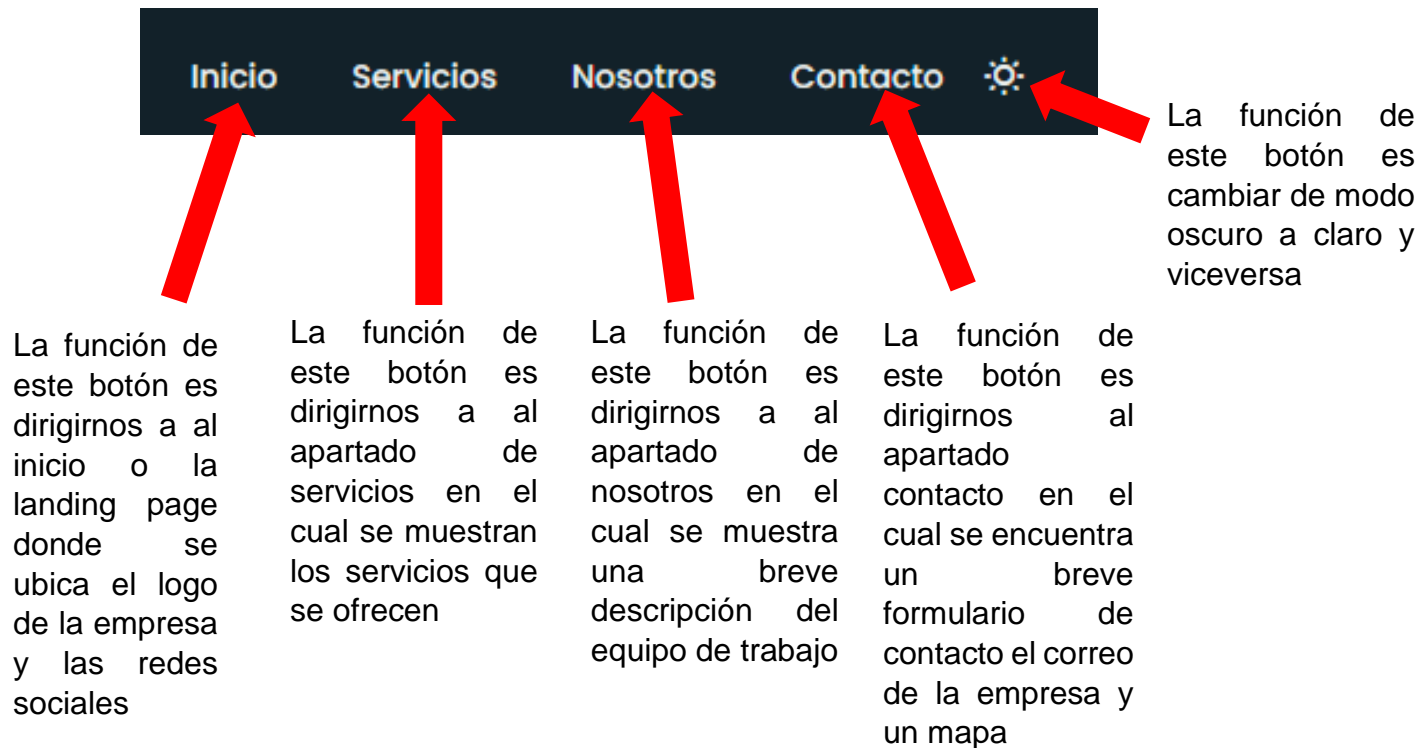 Inicio
Servicios
Nosotros
Contacto
La función de
este botón es
cambiar de modo
oscuro a claro y
viceversa
La función de
este botón es
dirigirnos a al
inicio o la
landing page
donde se
ubica el logo
de la empresa
y las redes
sociales
La función de
este botón es
dirigirnos a al
apartado de
servicios en el
cual se muestran
los servicios que
se ofrecen
La función de
este botón es
dirigirnos a al
apartado de
nosotros en el
cual se muestra
una breve
descripción del
equipo de trabajo
La función de
este botón es
dirigirnos al
apartado
contacto en el
cual se encuentra
un breve
formulario de
contacto el correo
de la empresa y
un mapa